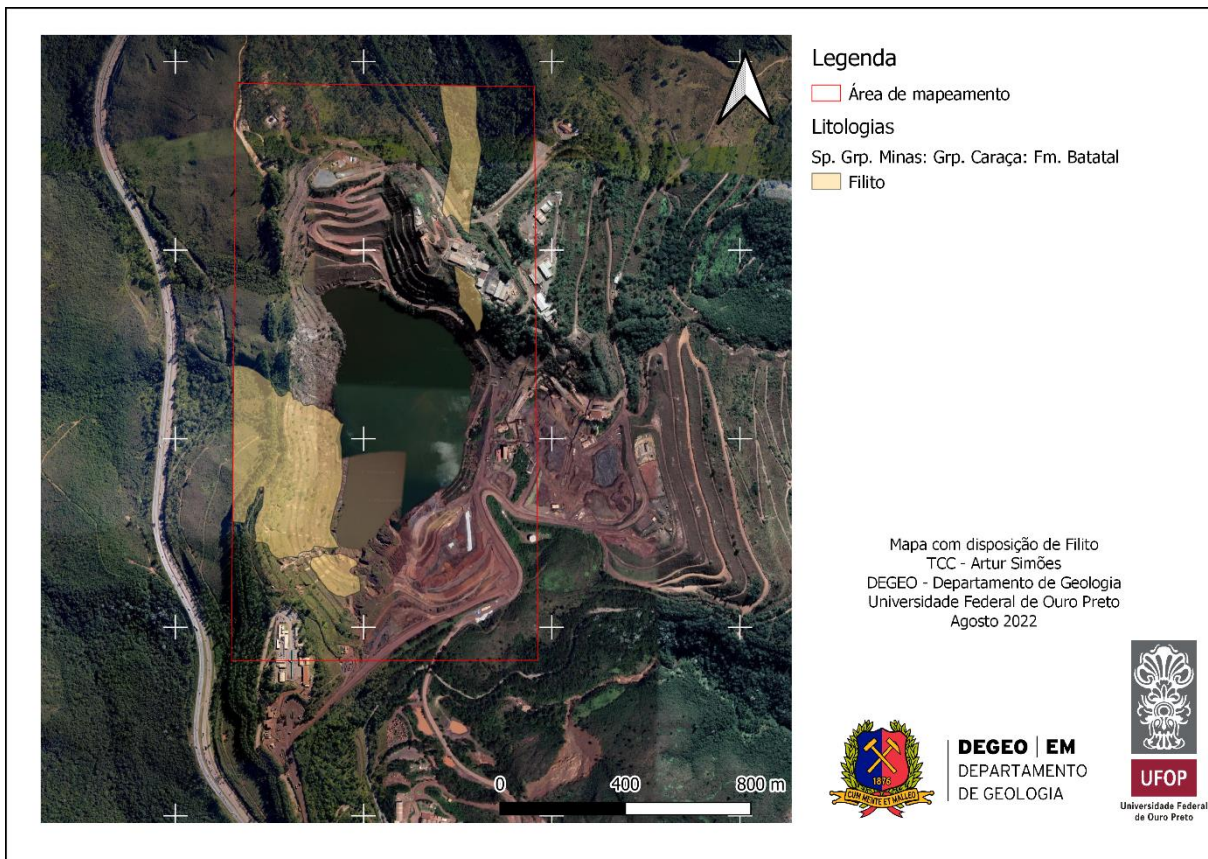 Legenda
Área de mapeamento
Litologias
Sp. Grp. Minas: Grp. Caraça: Fm. Batatal
Filito
Mapa com disposição de Filito
TCC - Artur Simões
DEGEO - Departamento de Geologia
Universidade Federal de Ouro Preto
Agosto 2022
0 400 800 m
1876
CUM MENTE ET MALLEO
DEGEO | EM
DEPARTAMENTO
DE GEOLOGIA
UFOP
Universidade Federal
de Ouro Preto